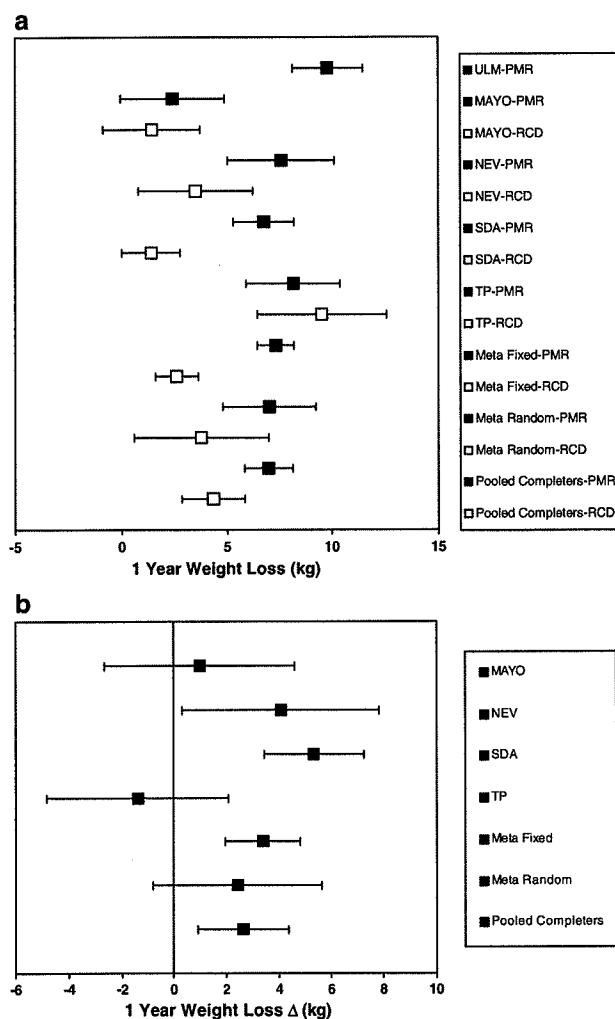 a
ULM-PMR
MAYO-PMR
MAYO-RCD
NEV-PMR
NEV-RCD
SDA-PMR
SDA-RCD
TP-PMR
TP-RCD
Meta Fixed-PMR
Meta Fixed-RCD
Meta Random-PMR
Meta Random-RCD
Pooled Completers-PMR
Pooled Completers-RCD
-5 0 5 10 15
1 Year Weight Loss (kg)
b
MAYO
NEV
SDA
TP
Meta Fixed
Meta Random
Pooled Completers
-6 -4 -2 0 2 4 6 8 10
1 Year Weight Loss Δ (kg)